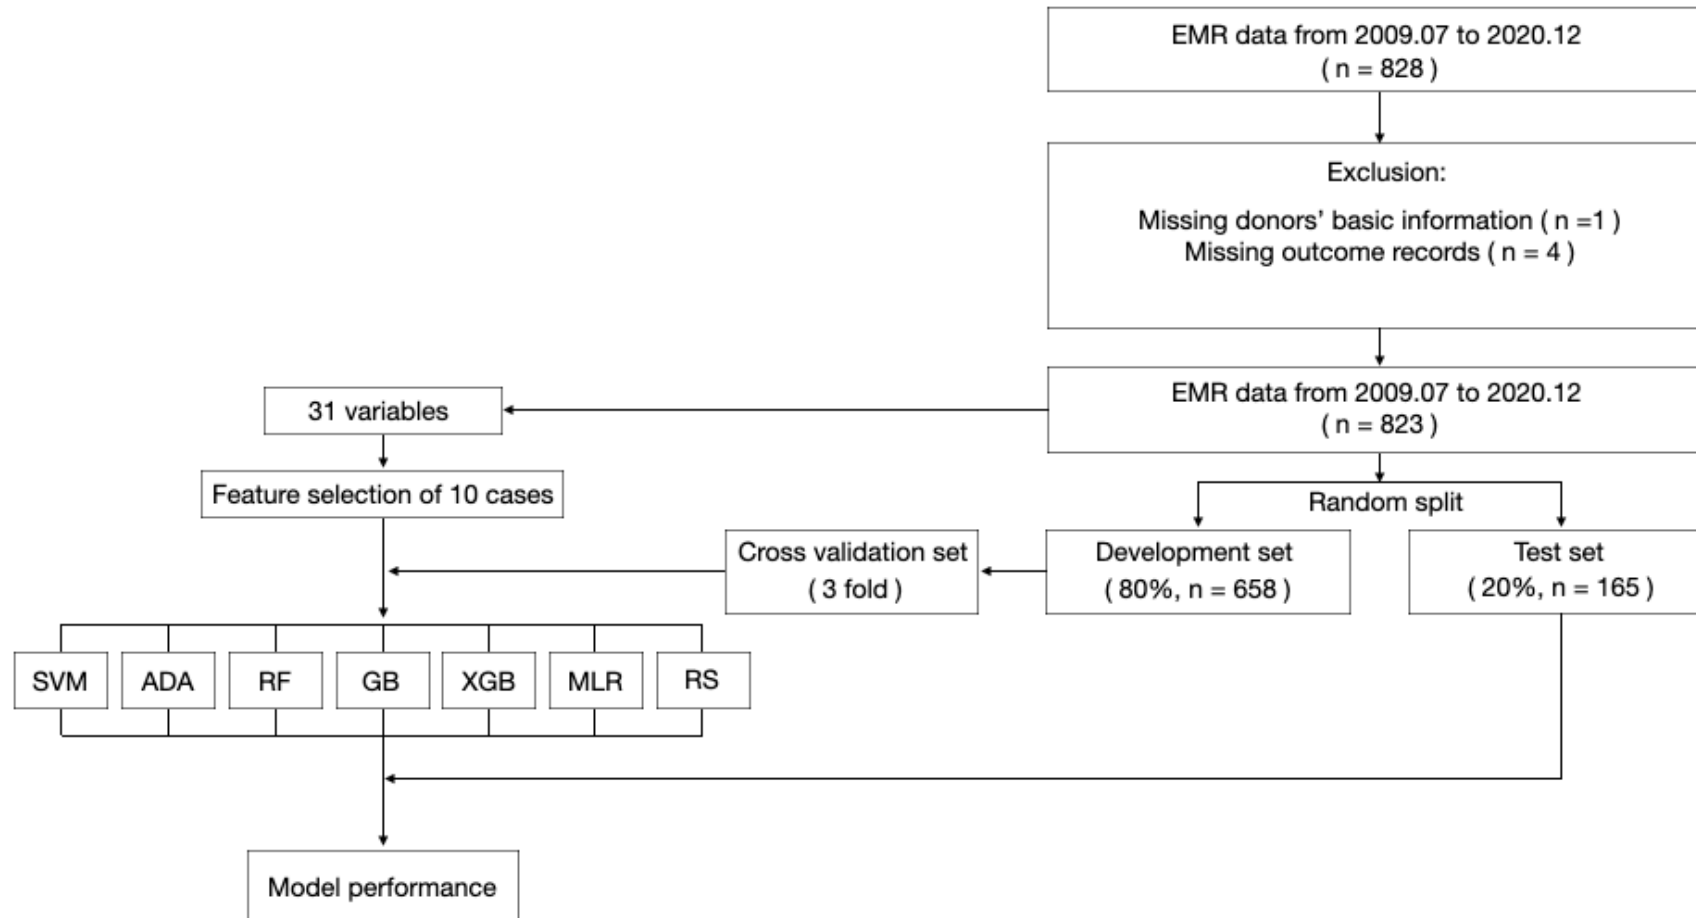 EMR data from 2009.07 to 2020.12
( n = 828 )
Exclusion:
Missing donors’ basic information ( n =1 )
Missing outcome records ( n = 4 )
EMR data from 2009.07 to 2020.12
( n = 823 )
31 variables
Feature selection of 10 cases
Random split
Cross validation set
( 3 fold )
Development set
( 80%, n = 658 )
Test set
( 20%, n = 165 )
SVM
ADA
RF
GB
XGB
MLR
RS
Model performance